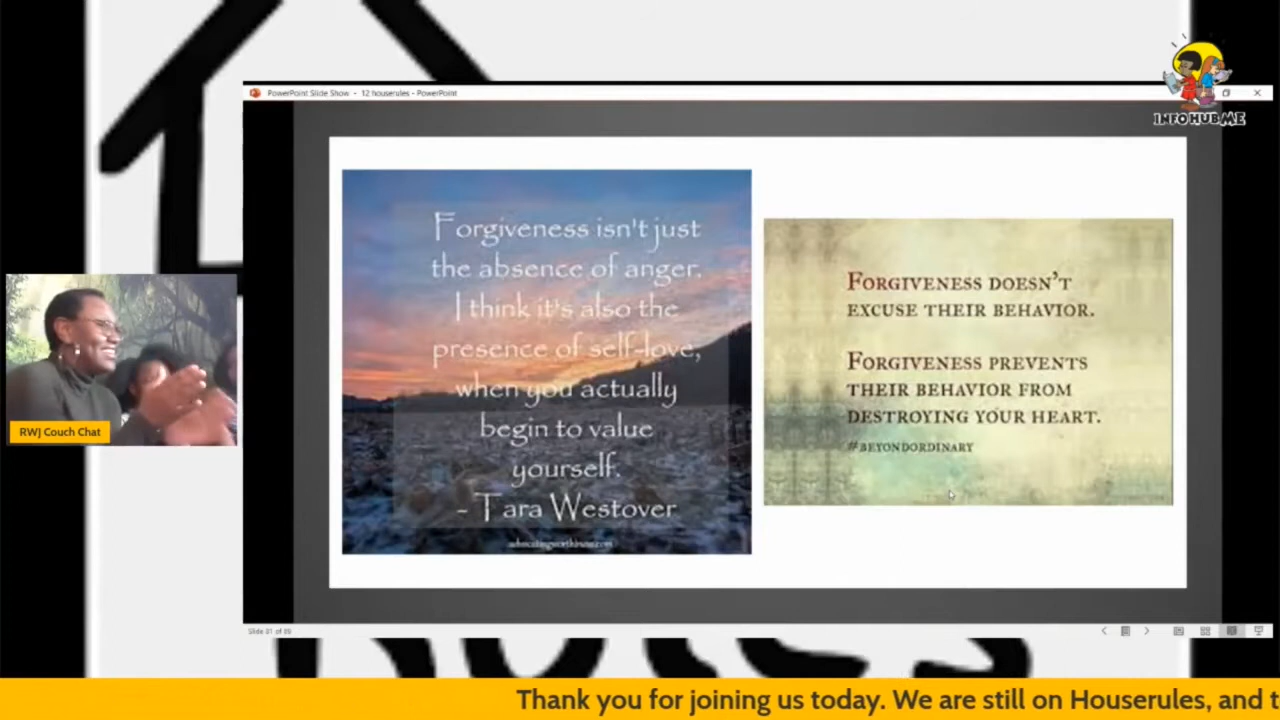 PowerPoint Slide Show - 12 houserules - PowerPoint
INFO HUB ME
Forgiveness isn't just
the absence of anger.
I think it's also the
presence of self-love,
when you actually
begin to value
yourself.
- Tara Westover
FORGIVENESS DOESN'T
EXCUSE THEIR BEHAVIOR.
FORGIVENESS PREVENTS
THEIR BEHAVIOR FROM
DESTROYING YOUR HEART.
#BEYONDORDINARY
RWJ Couch Chat
Thank you for joining us today. We are still on Houserules, and t